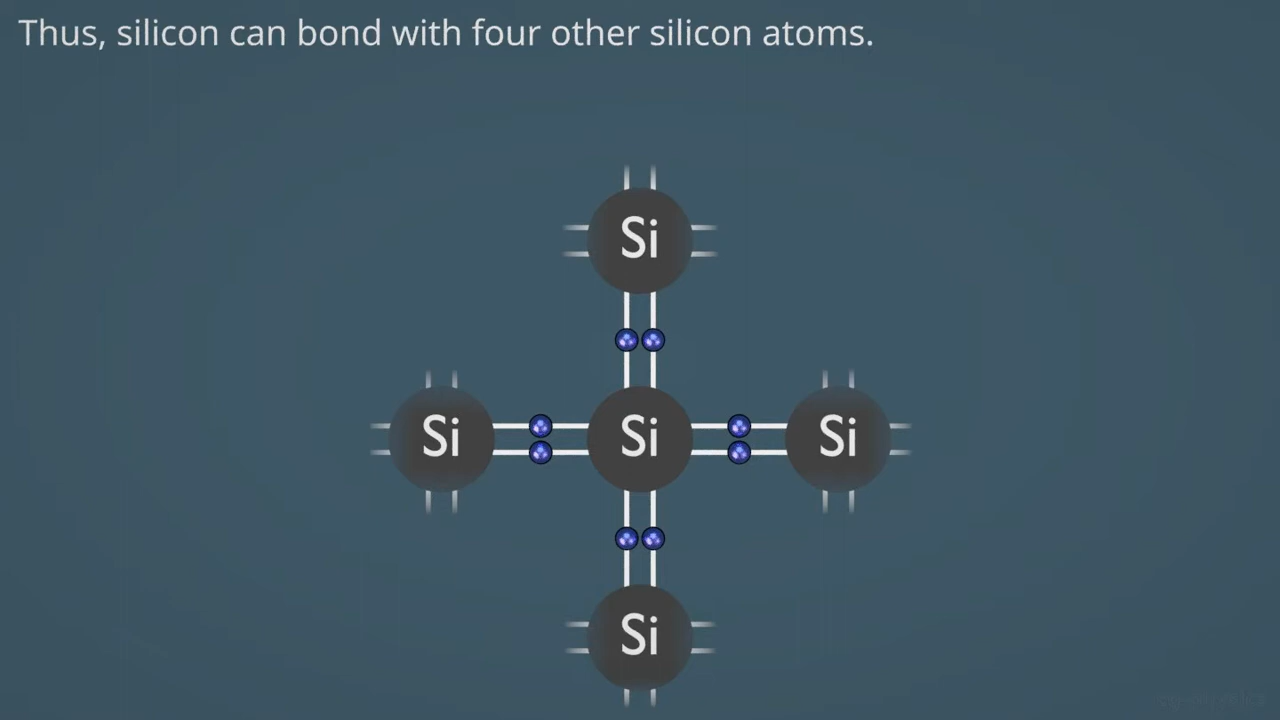 Thus, silicon can bond with four other silicon atoms.
Si
Si Si Si
Si